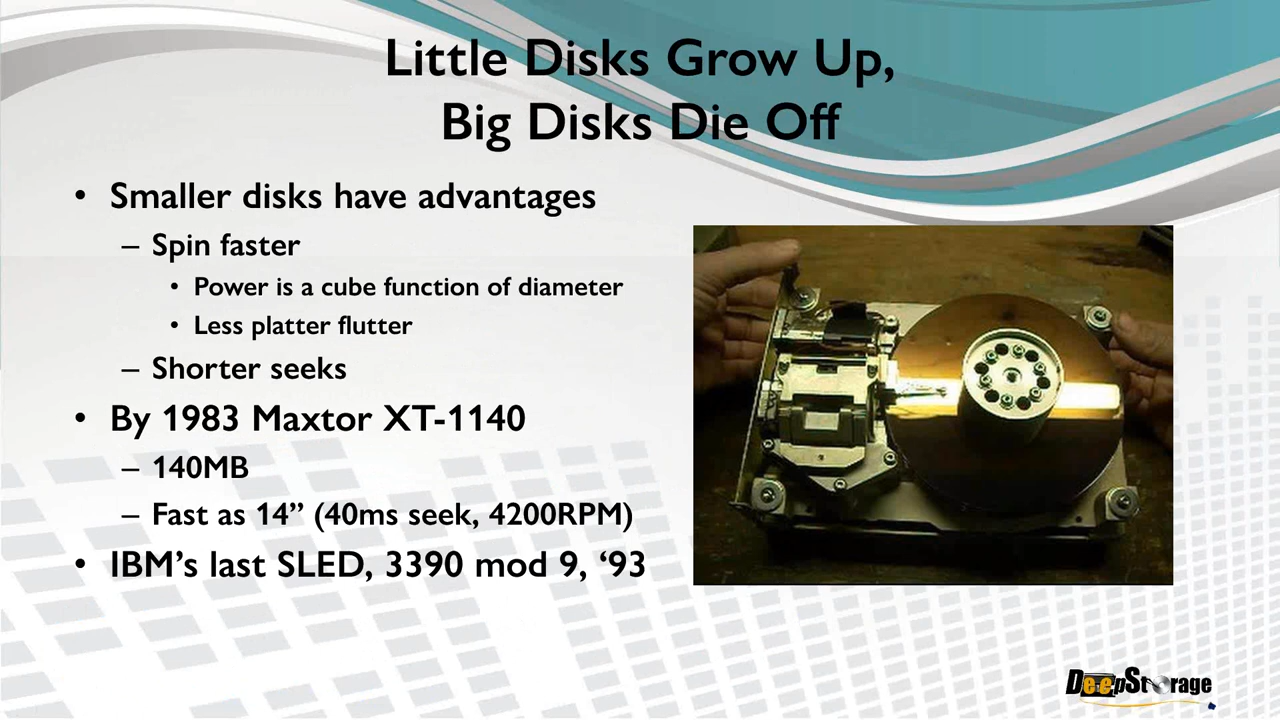 Little Disks Grow Up,
Big Disks Die Off
• Smaller disks have advantages
– Spin faster
• Power is a cube function of diameter
• Less platter flutter
– Shorter seeks
• By 1983 Maxtor XT-1140
– 140MB
– Fast as 14” (40ms seek, 4200RPM)
• IBM’s last SLED, 3390 mod 9, ‘93
DeepStorage